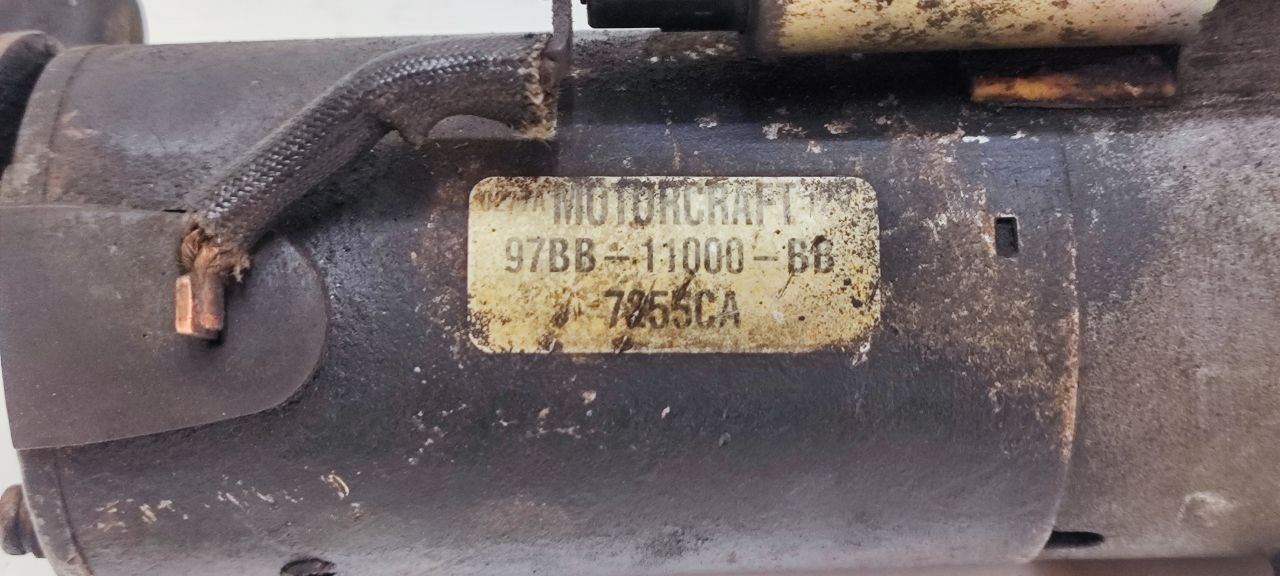 MOTORCRAFT
97BB-11000-BB
7255CA